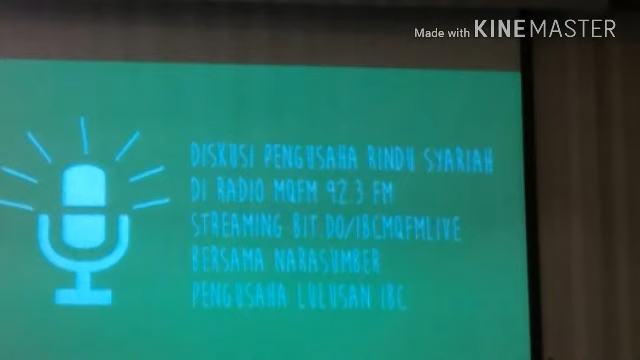 Made with KINEMASTER
DISKUSI PENGUSAHA RINDU SYARIAH
DI RADIO MQFM 92.3 FM
STREAMING BIT.DO/IBCMQFMLIVE
BERSAMA NARASUMBER
PENGUSAHA LULUSAN IBC